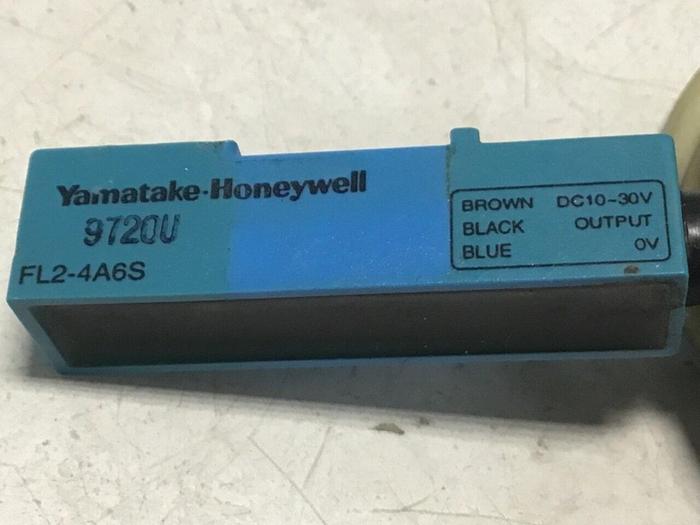 Yamatake-Honeywell
9720U
FL2-4A6S
BROWN DC10-30V
BLACK OUTPUT
BLUE 0V